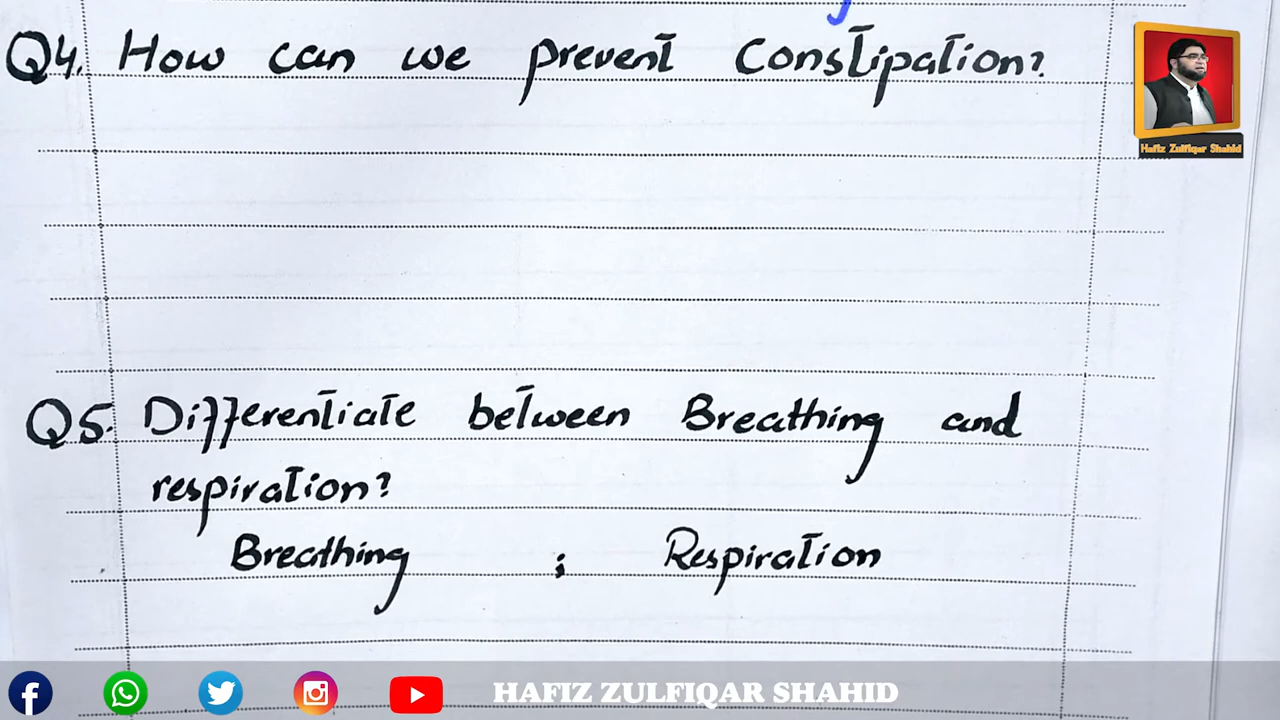 Q4. How can we prevent Constipation?
Hafiz Zulfiqar Shahid
Q5. Differentiate between Breathing and
respiration?
Breathing ; Respiration
HAFIZ ZULFIQAR SHAHID